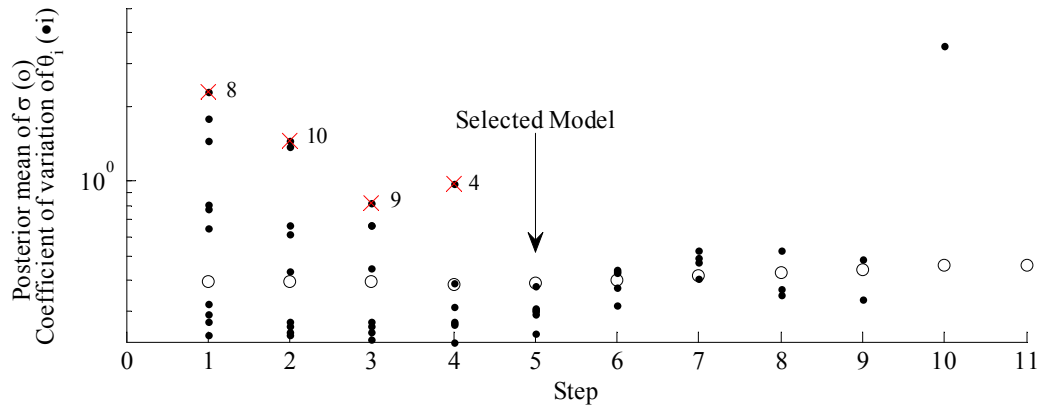 Posterior mean of σ (o)
Coefficient of variation of θi (●i)
10^0
8
10
9
4
Selected Model
0 1 2 3 4 5 6 7 8 9 10 11
Step